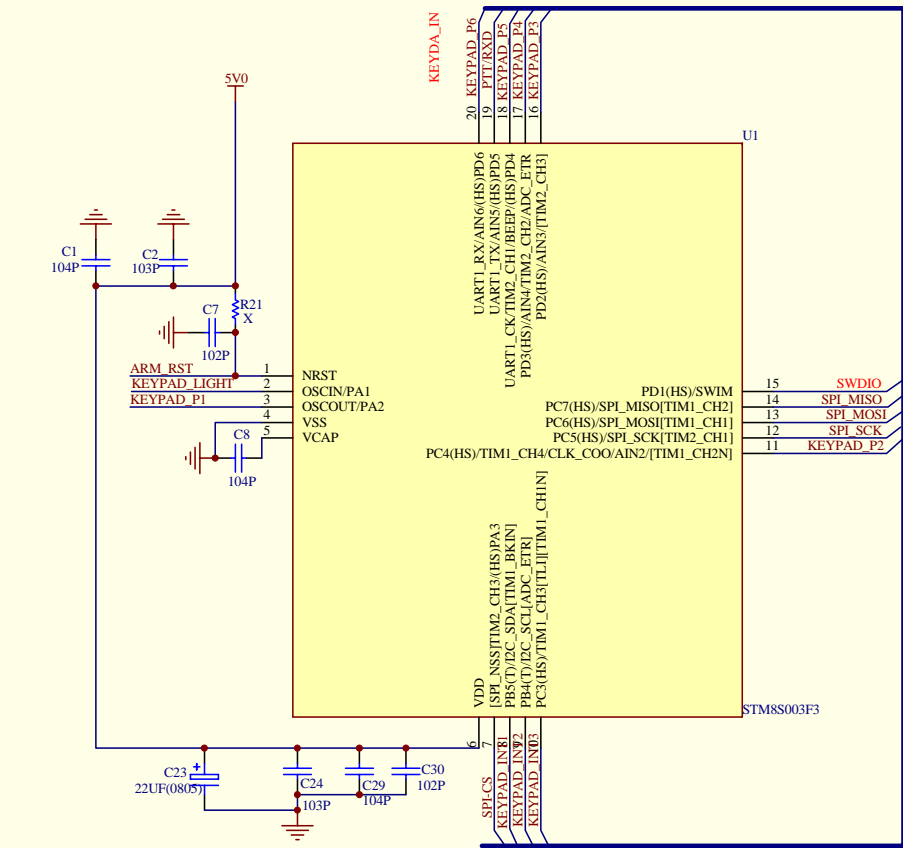 KEYDA_IN
KEYPAD_P6
PTT/RXD
KEYPAD_P5
KEYPAD_P4
KEYPAD_P3
20
19
18
17
16
5V0
U1
UART1_RX/AIN6/(HS)PD6
UART1_TX/AIN5/(HS)PD5
UART1_CK/TIM2_CH1/BEEP/(HS)PD4
PD3(HS)/AIN4/TIM2_CH2/ADC_ETR
PD2(HS)/AIN3/[TIM2_CH3]
C1
104P
C2
103P
R21
X
C7
102P
ARM_RST 1 NRST
KEYPAD_LIGHT 2 OSCIN/PA1
KEYPAD_P1 3 OSCOUT/PA2
4 VSS
5 VCAP
C8
104P
PD1(HS)/SWIM 15 SWDIO
PC7(HS)/SPI_MISO[TIM1_CH2] 14 SPI_MISO
PC6(HS)/SPI_MOSI[TIM1_CH1] 13 SPI_MOSI
PC5(HS)/SPI_SCK[TIM2_CH1] 12 SPI_SCK
PC4(HS)/TIM1_CH4/CLK_COO/AIN2/[TIM1_CH2N] 11 KEYPAD_P2
VDD
[SPI_NSS]TIM2_CH3/(HS)PA3
PB5(T)/I2C_SDA[TIM1_BKIN]
PB4(T)/I2C_SCL[ADC_ETR]
PC3(HS)/TIM1_CH3[TLI][TIM1_CH1N]
STM8S003F3
6
7
SPI-CS
C23
22UF(0805)
C24
103P
C29
104P
C30
102P